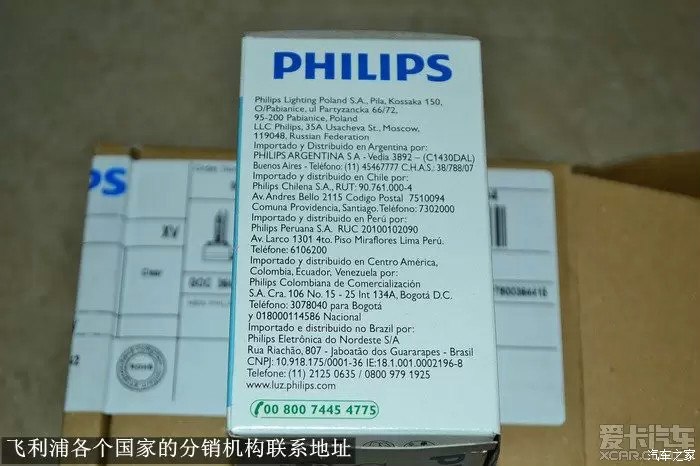 PHILIPS
Philips Lighting Poland S.A., Pila, Kossaka 150,
O/Pabianice, ul Partyzancka 66/72,
95-200 Pabianice, Poland
LLC Philips, 35A Usacheva St., Moscow,
119048, Russian Federation
Importado y Distribuido en Argentina por:
PHILIPS ARGENTINA S A - Vedia 3892 – (C1430DAL)
Buenos Aires - Teléfono: (11) 45467777 C.H.A.S.: 38/788/07
Importado y distribuido en Chile por:
Philips Chilena S.A., RUT: 90.761.000-4
Av. Andres Bello 2115 Codigo Postal 7510094
Comuna Providencia, Santiago.Teléfono: 7302000
Importado y distribuido en Perú por:
Philips Peruana S.A. RUC 20100102090
Av. Larco 1301 4to. Piso Miraflores Lima Perú.
Teléfono: 6106200
Importado y distribuido en Centro América,
Colombia, Ecuador, Venezuela por:
Philips Colombiana de Comercialización
S.A. Cra. 106 No. 15 - 25 Int 134A, Bogotá D.C.
Teléfono: 3078040 para Bogotá
y 018000114586 Nacional
Importado e distribuido no Brazil por:
Philips Eletrônica do Nordeste S/A
Rua Riachão, 807 - Jaboatão dos Guararapes - Brasil
CNPJ: 10.918.175/0001-36 IE:18.1.001.0002196-8
Telefone: (11) 2125 0635 / 0800 979 1925
www.luz.philips.com
00 800 7445 4775
PS
XV
Clear
飞利浦各个国家的分销机构联系地址
爱卡汽车
XCAR.COM.
汽车之家